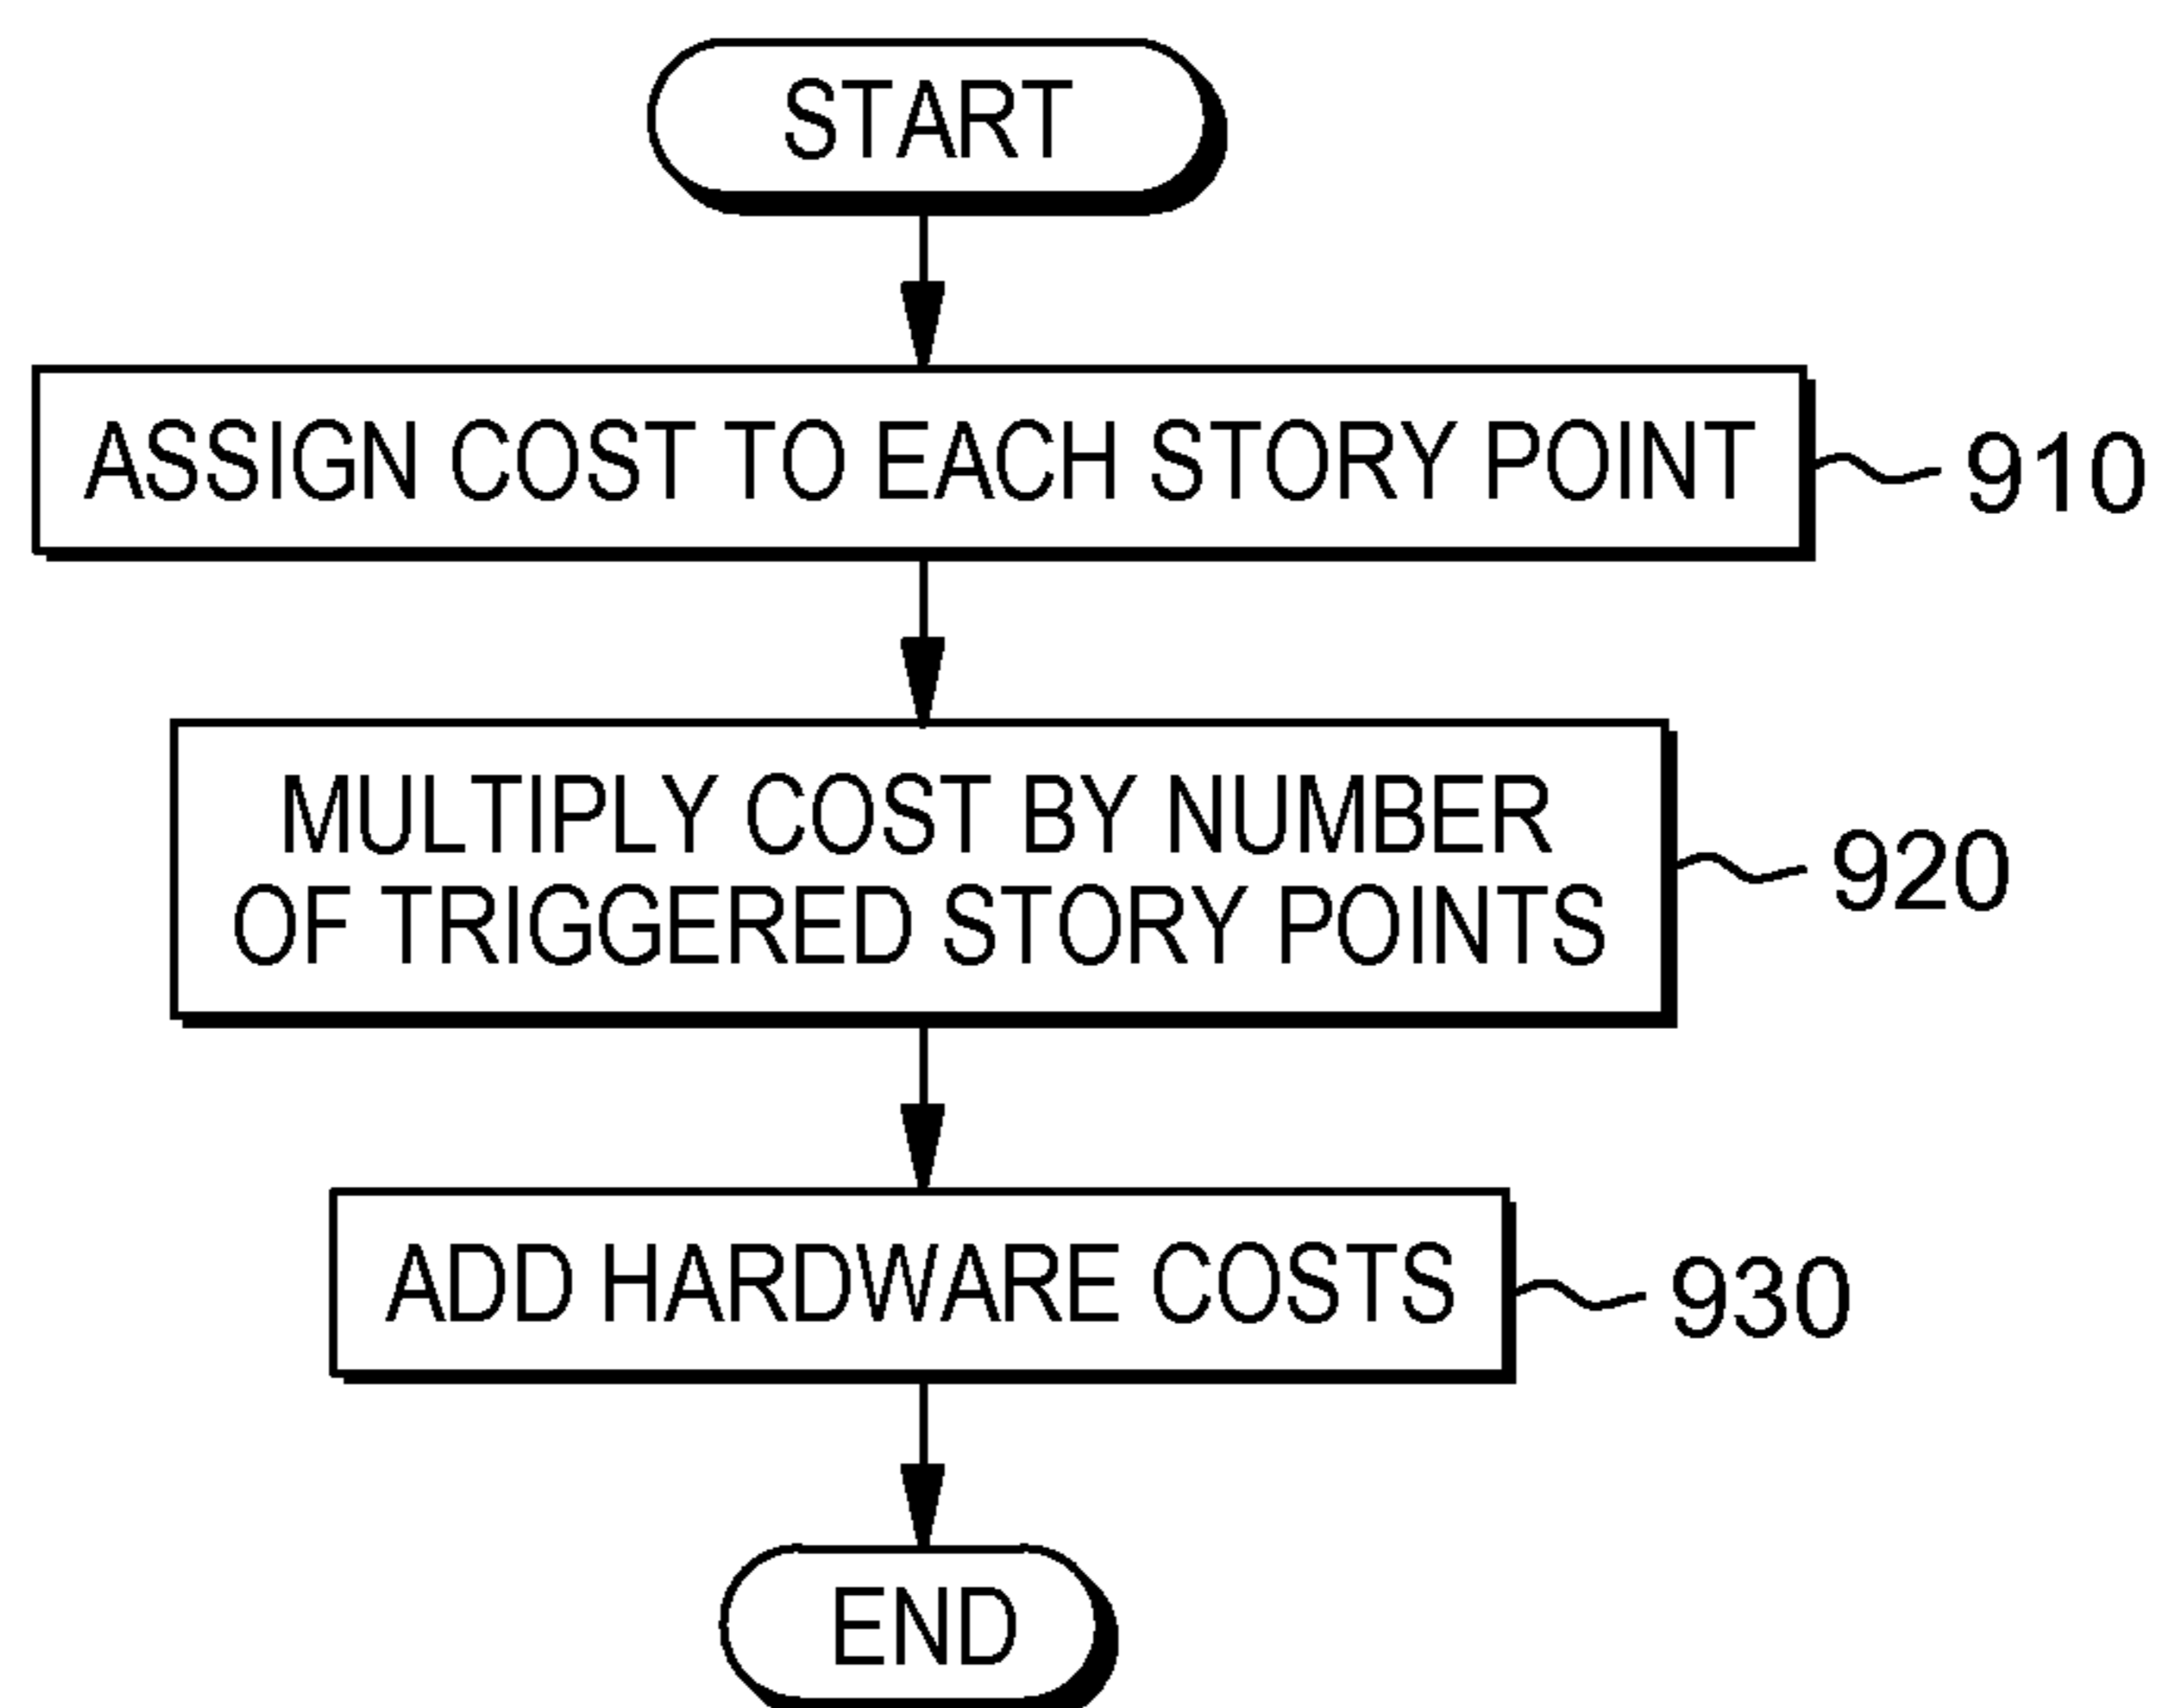 START
ASSIGN COST TO EACH STORY POINT
910
MULTIPLY COST BY NUMBER
OF TRIGGERED STORY POINTS
920
ADD HARDWARE COSTS
930
END